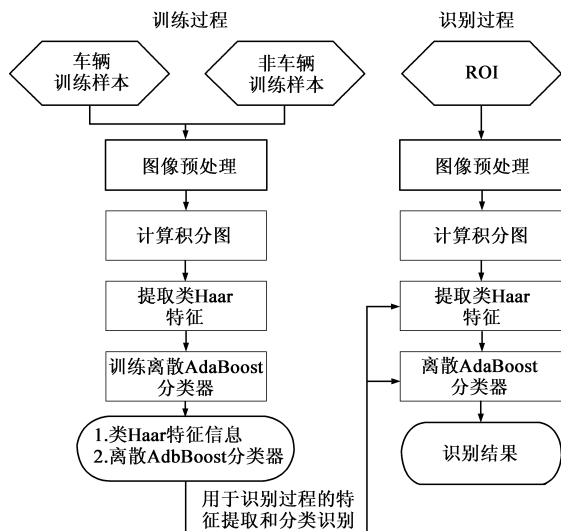 训练过程
车辆
训练样本
非车辆
训练样本
图像预处理
计算积分图
提取类Haar
特征
训练离散AdaBoost
分类器
1.类Haar特征信息
2.离散AdbBoost分类器
用于识别过程的特
征提取和分类识别
识别过程
ROI
图像预处理
计算积分图
提取类Haar
特征
离散AdaBoost
分类器
识别结果